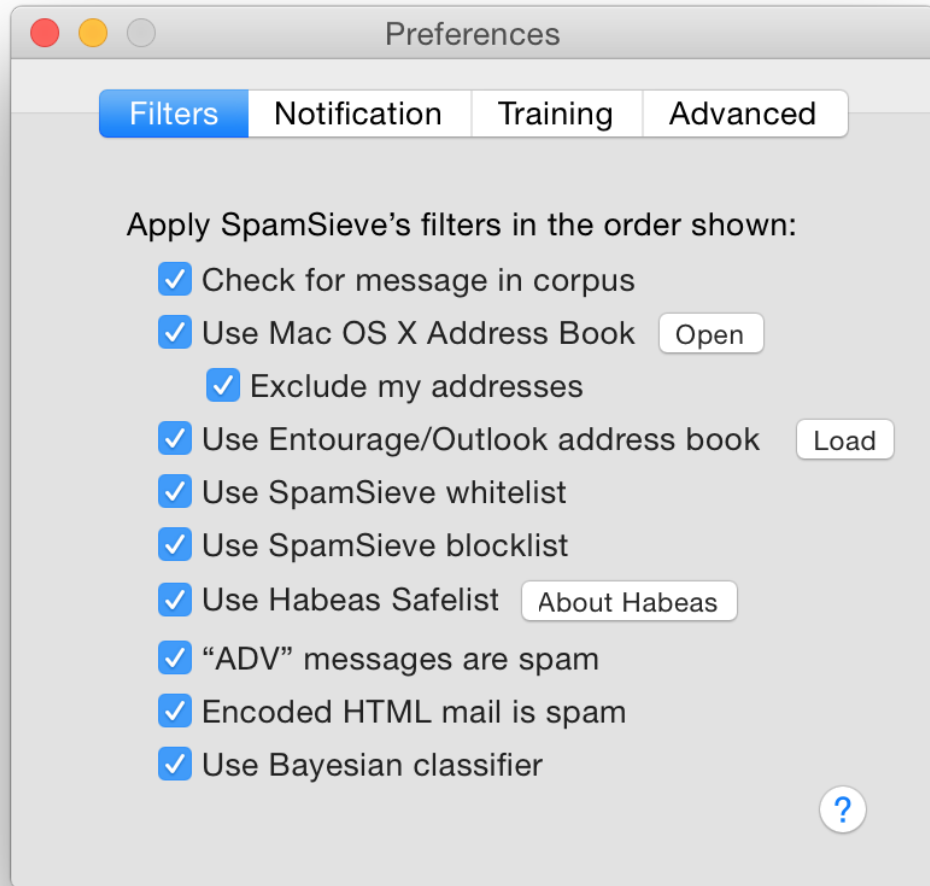 Preferences
Filters Notification Training Advanced
Apply SpamSieve’s filters in the order shown:
Check for message in corpus
Use Mac OS X Address Book Open
Exclude my addresses
Use Entourage/Outlook address book Load
Use SpamSieve whitelist
Use SpamSieve blocklist
Use Habeas Safelist About Habeas
“ADV” messages are spam
Encoded HTML mail is spam
Use Bayesian classifier
?